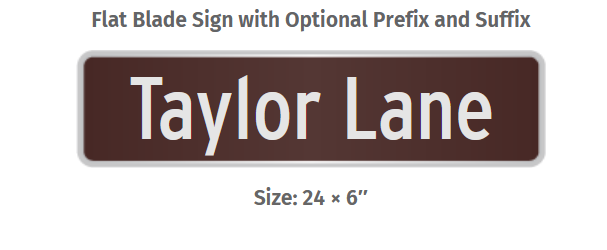 Flat Blade Sign with Optional Prefix and Suffix
Taylor Lane
Size: 24 × 6″